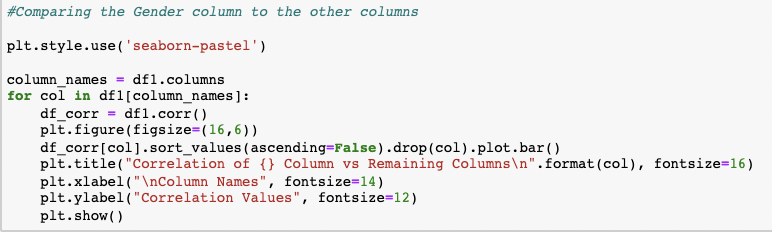 #Comparing the Gender column to the other columns
plt.style.use('seaborn-pastel')
column_names = df1.columns
for col in df1[column_names]:
    df_corr = df1.corr()
    plt.figure(figsize=(16,6))
    df_corr[col].sort_values(ascending=False).drop(col).plot.bar()
    plt.title("Correlation of {} Column vs Remaining Columns\n".format(col), fontsize=16)
    plt.xlabel("\nColumn Names", fontsize=14)
    plt.ylabel("Correlation Values", fontsize=12)
    plt.show()